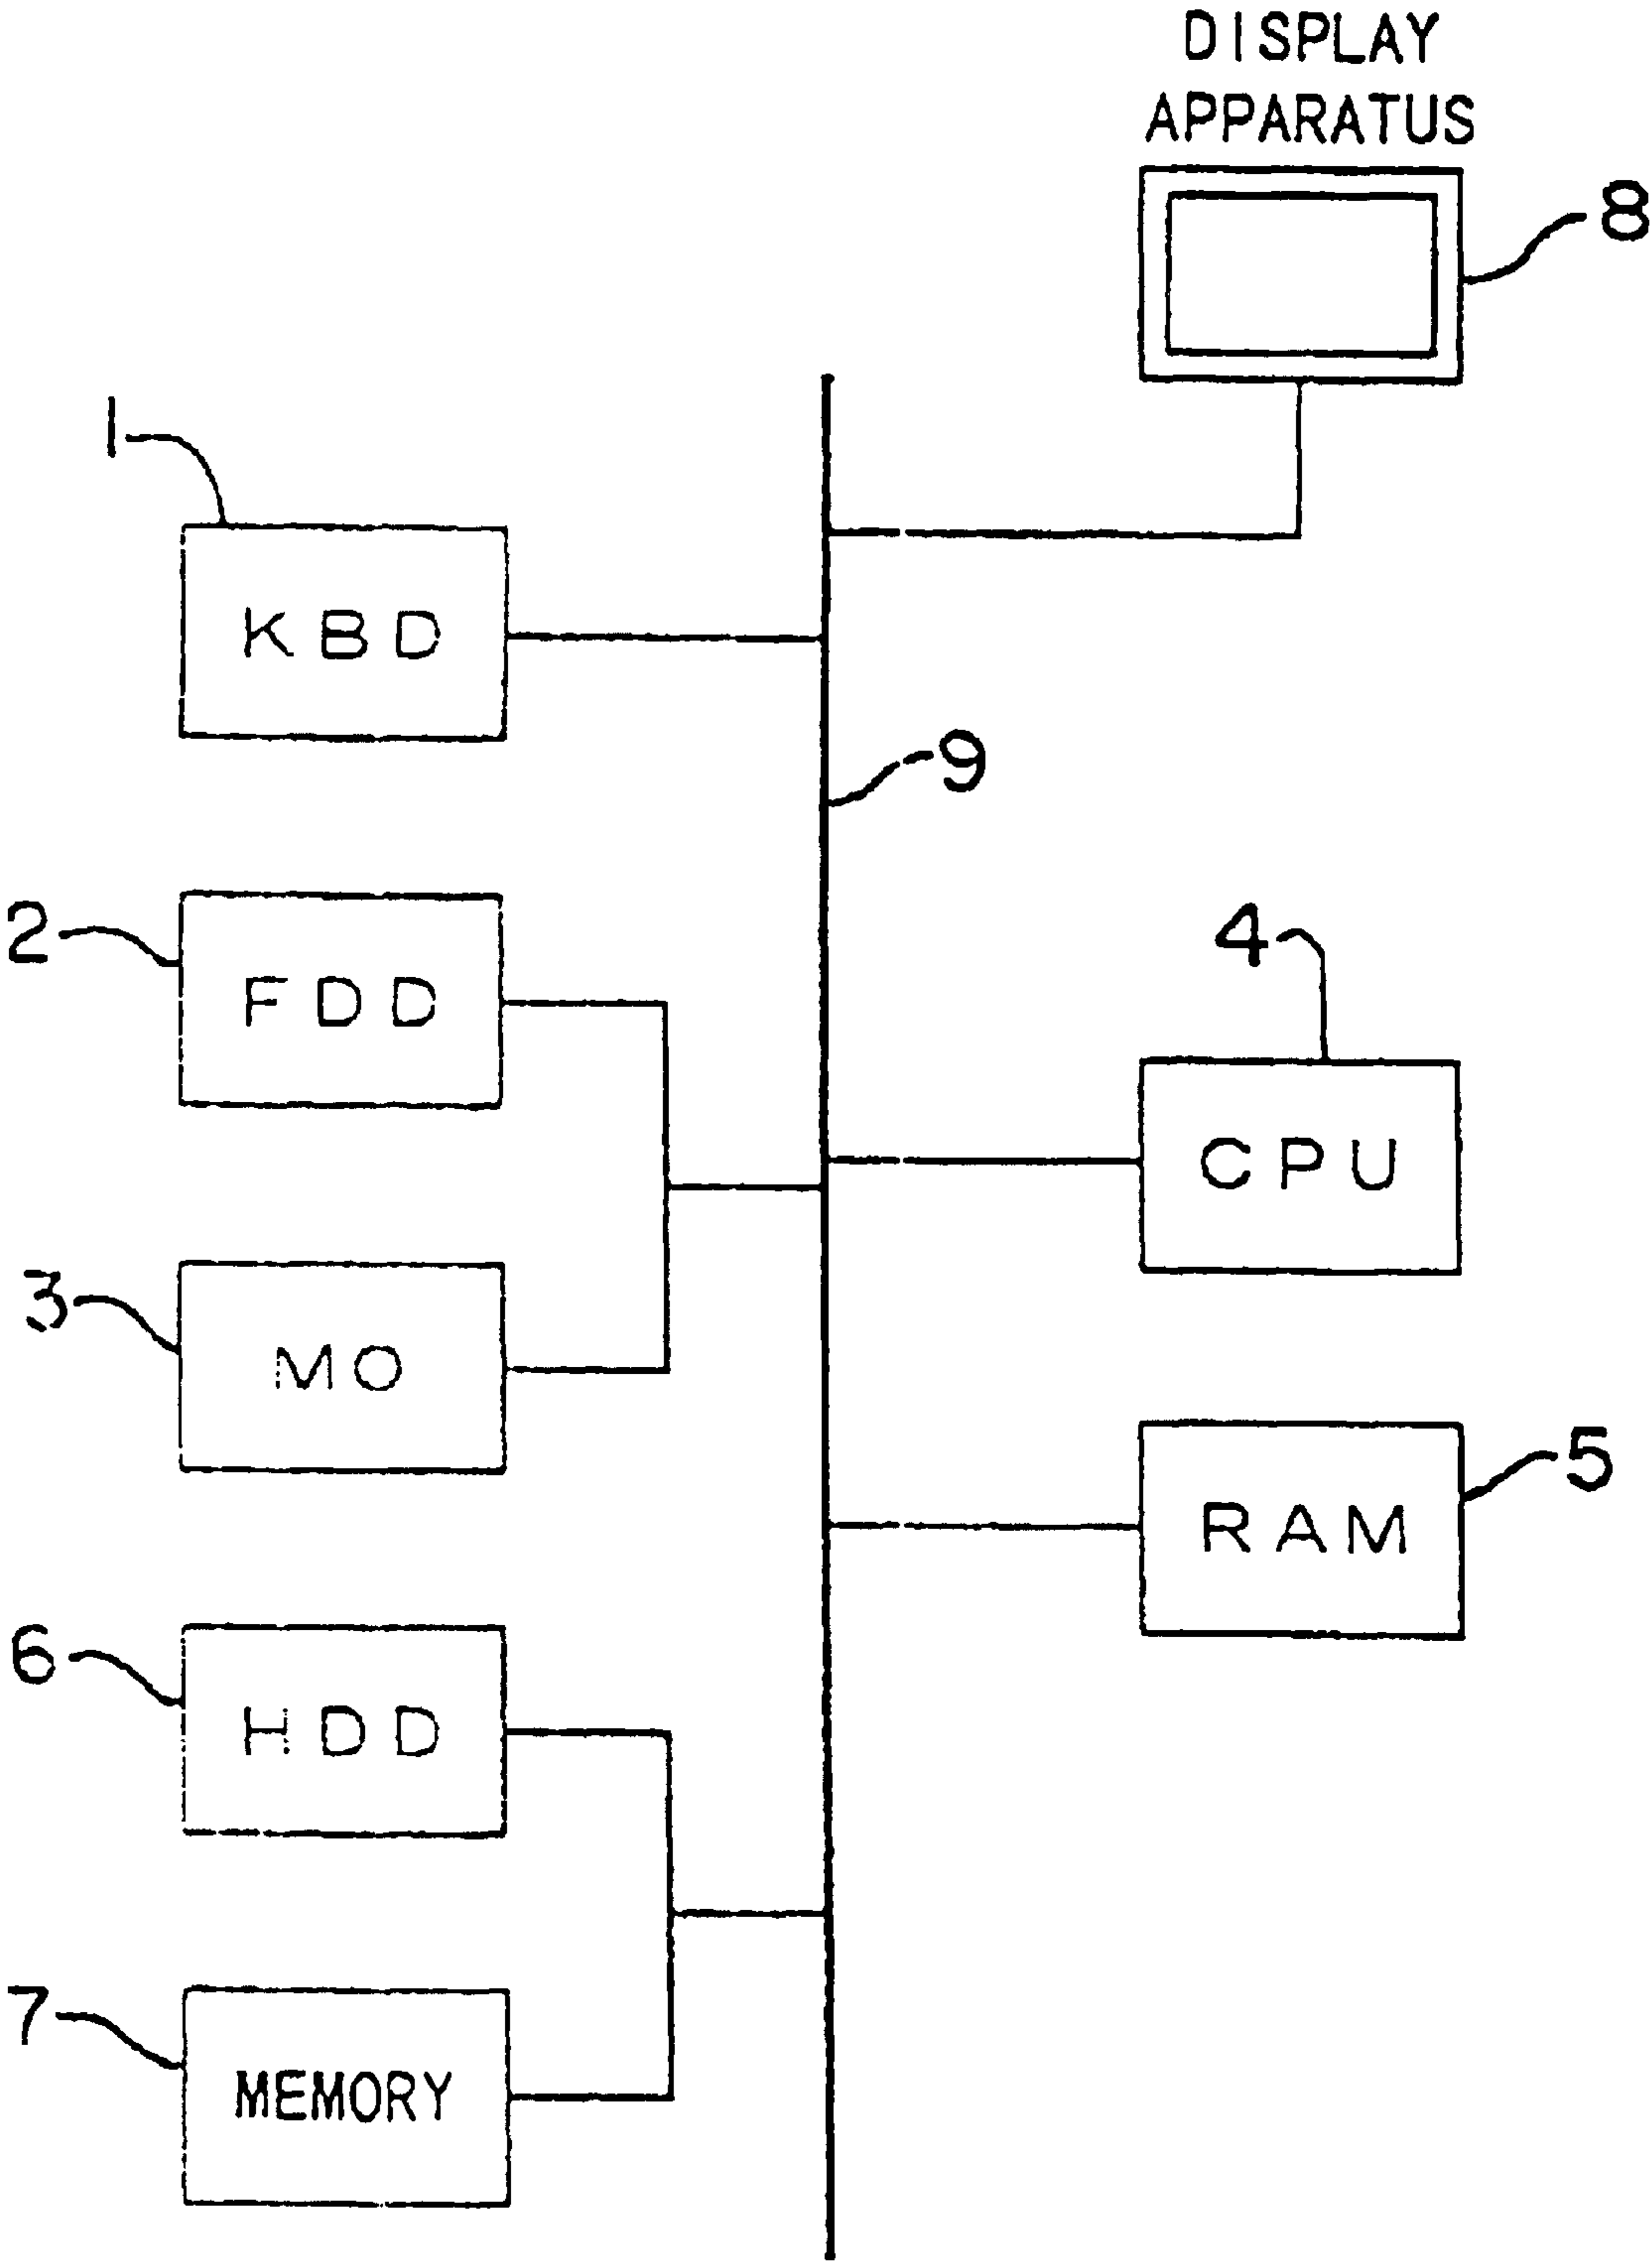 DISPLAY
APPARATUS
8
1
KBD
9
2
FDD
4
CPU
3
MO
5
RAM
6
HDD
7
MEMORY